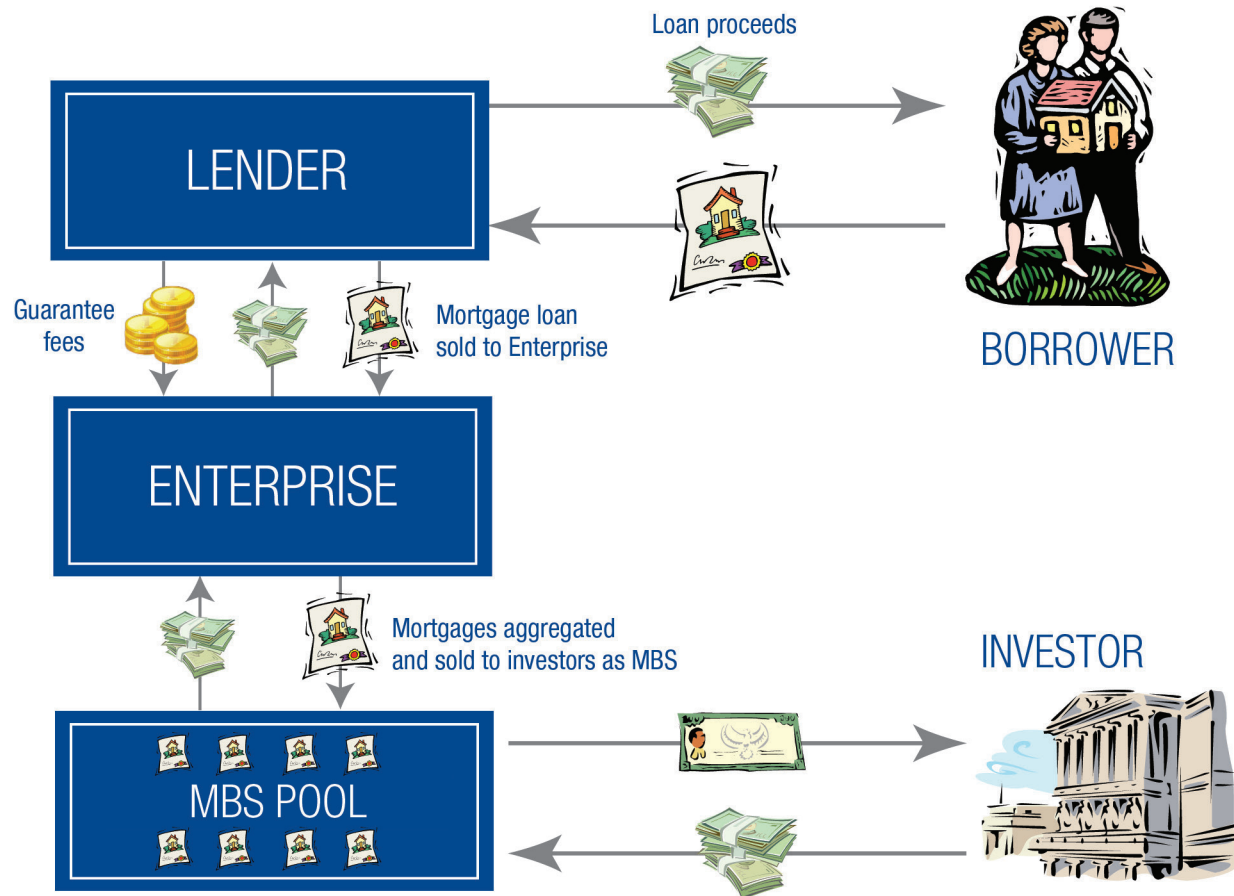 Loan proceeds
LENDER
Guarantee
fees
Mortgage loan
sold to Enterprise
BORROWER
ENTERPRISE
Mortgages aggregated
and sold to investors as MBS
INVESTOR
MBS POOL